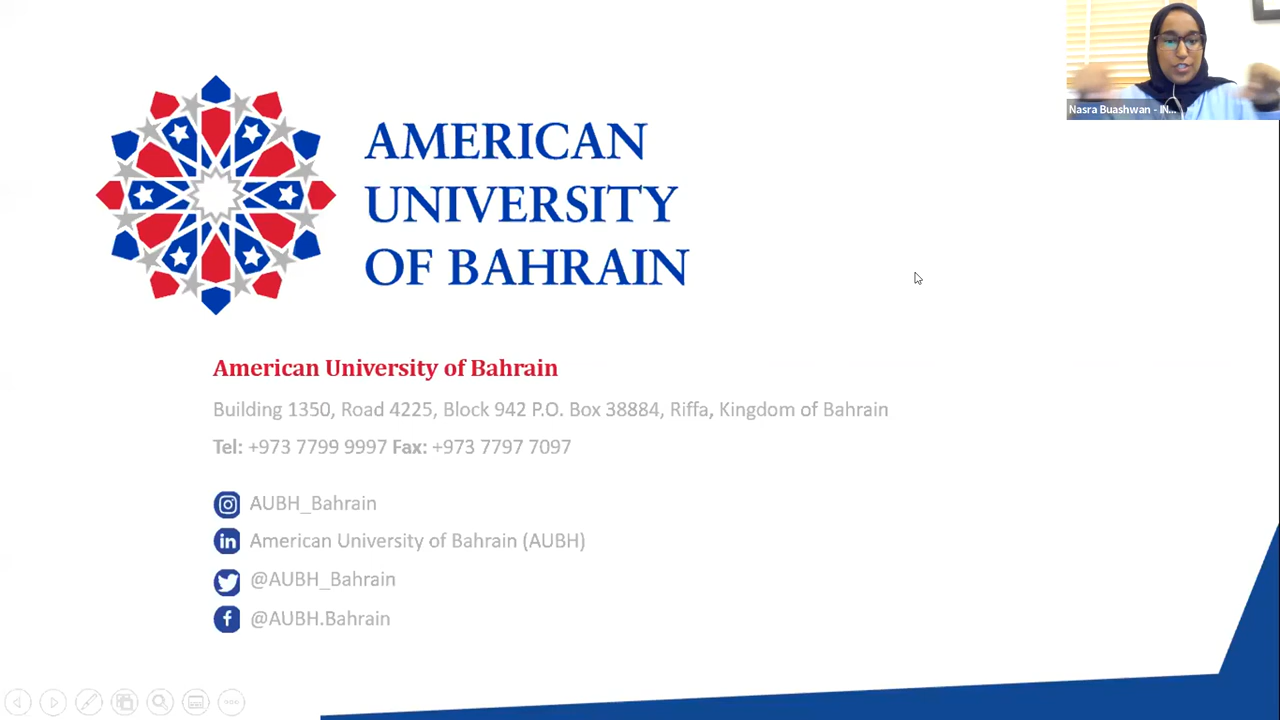 AMERICAN
UNIVERSITY
OF BAHRAIN
Nasra Buashwan - IN...
American University of Bahrain
Building 1350, Road 4225, Block 942 P.O. Box 38884, Riffa, Kingdom of Bahrain
Tel: +973 7799 9997 Fax: +973 7797 7097
AUBH_Bahrain
in American University of Bahrain (AUBH)
@AUBH_Bahrain
f @AUBH.Bahrain